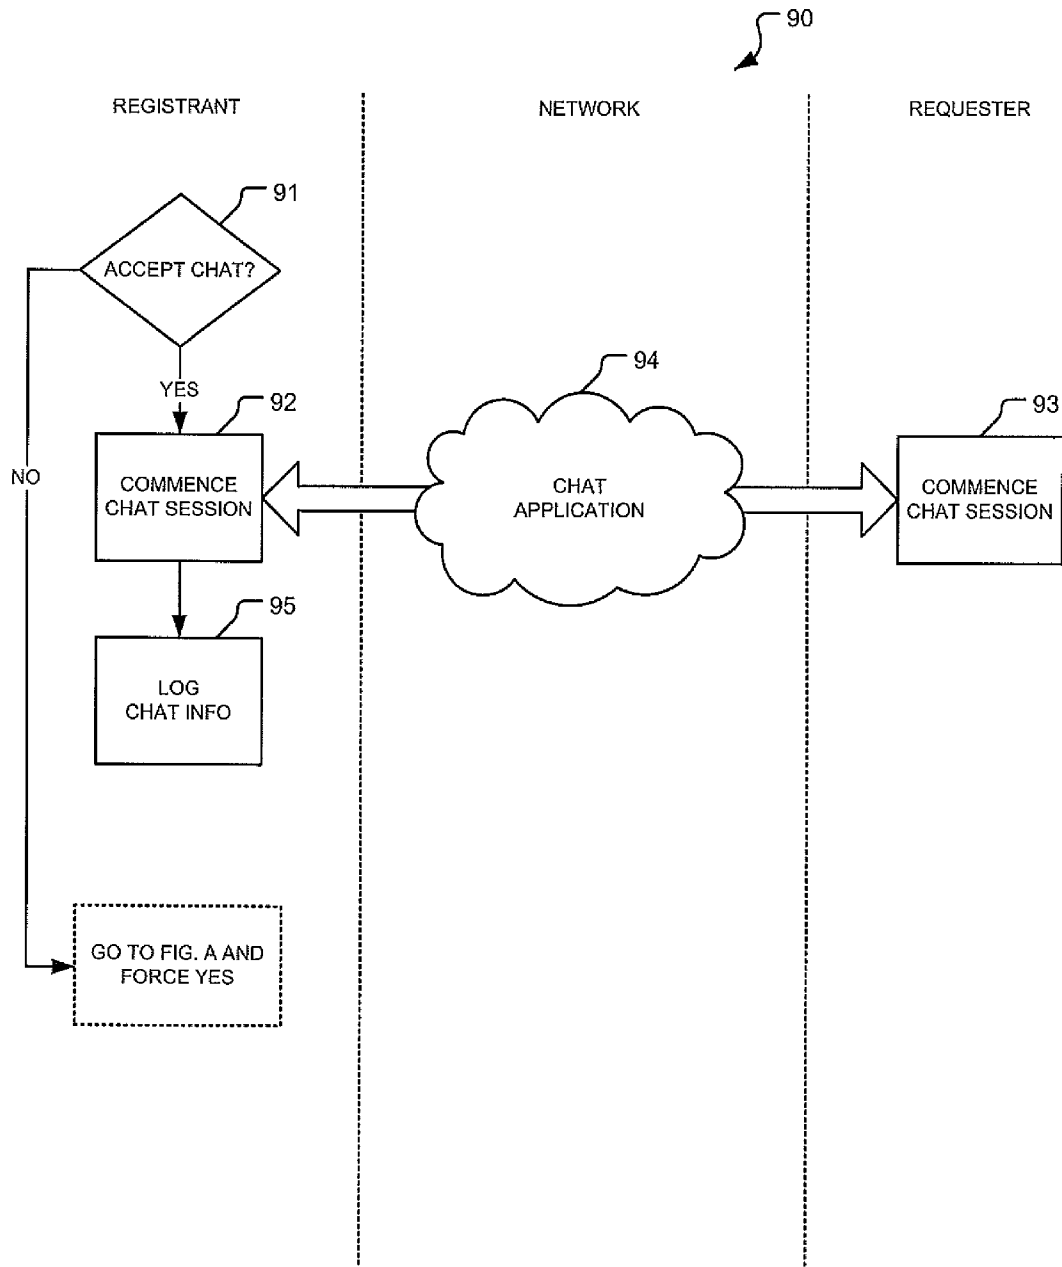 90
REGISTRANT
NETWORK
REQUESTER
91
ACCEPT CHAT?
YES
NO
92
COMMENCE
CHAT SESSION
94
CHAT
APPLICATION
93
COMMENCE
CHAT SESSION
95
LOG
CHAT INFO
GO TO FIG. A AND
FORCE YES